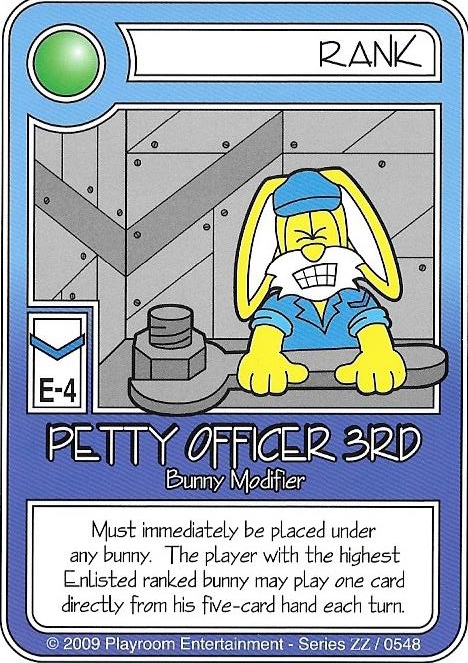 RANK
E-4
PETTY OFFICER 3RD
Bunny Modifier
Must immediately be placed under
any bunny. The player with the highest
Enlisted ranked bunny may play one card
directly from his five-card hand each turn.
© 2009 Playroom Entertainment - Series ZZ / 0548